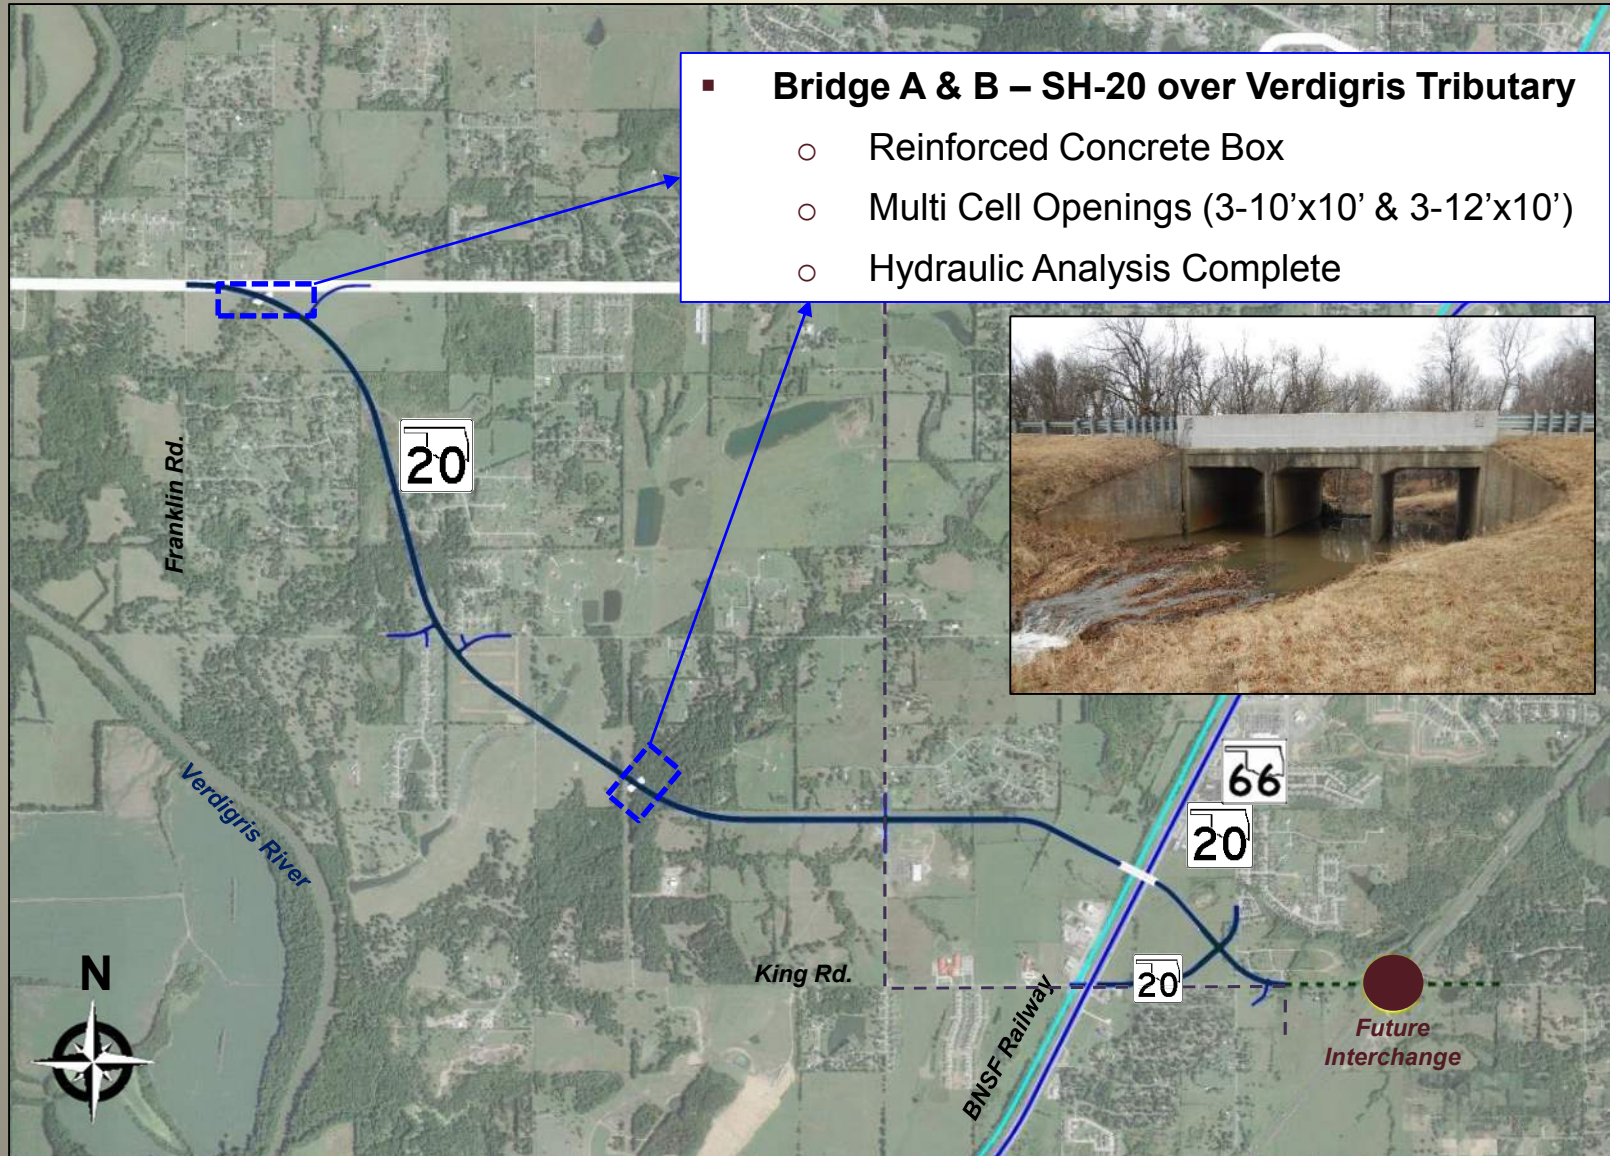 ▪ Bridge A & B – SH-20 over Verdigris Tributary
o Reinforced Concrete Box
o Multi Cell Openings (3-10’x10’ & 3-12’x10’)
o Hydraulic Analysis Complete
20
Franklin Rd.
Verdigris River
66
20
N
King Rd.
20
BNSF Railway
Future
Interchange